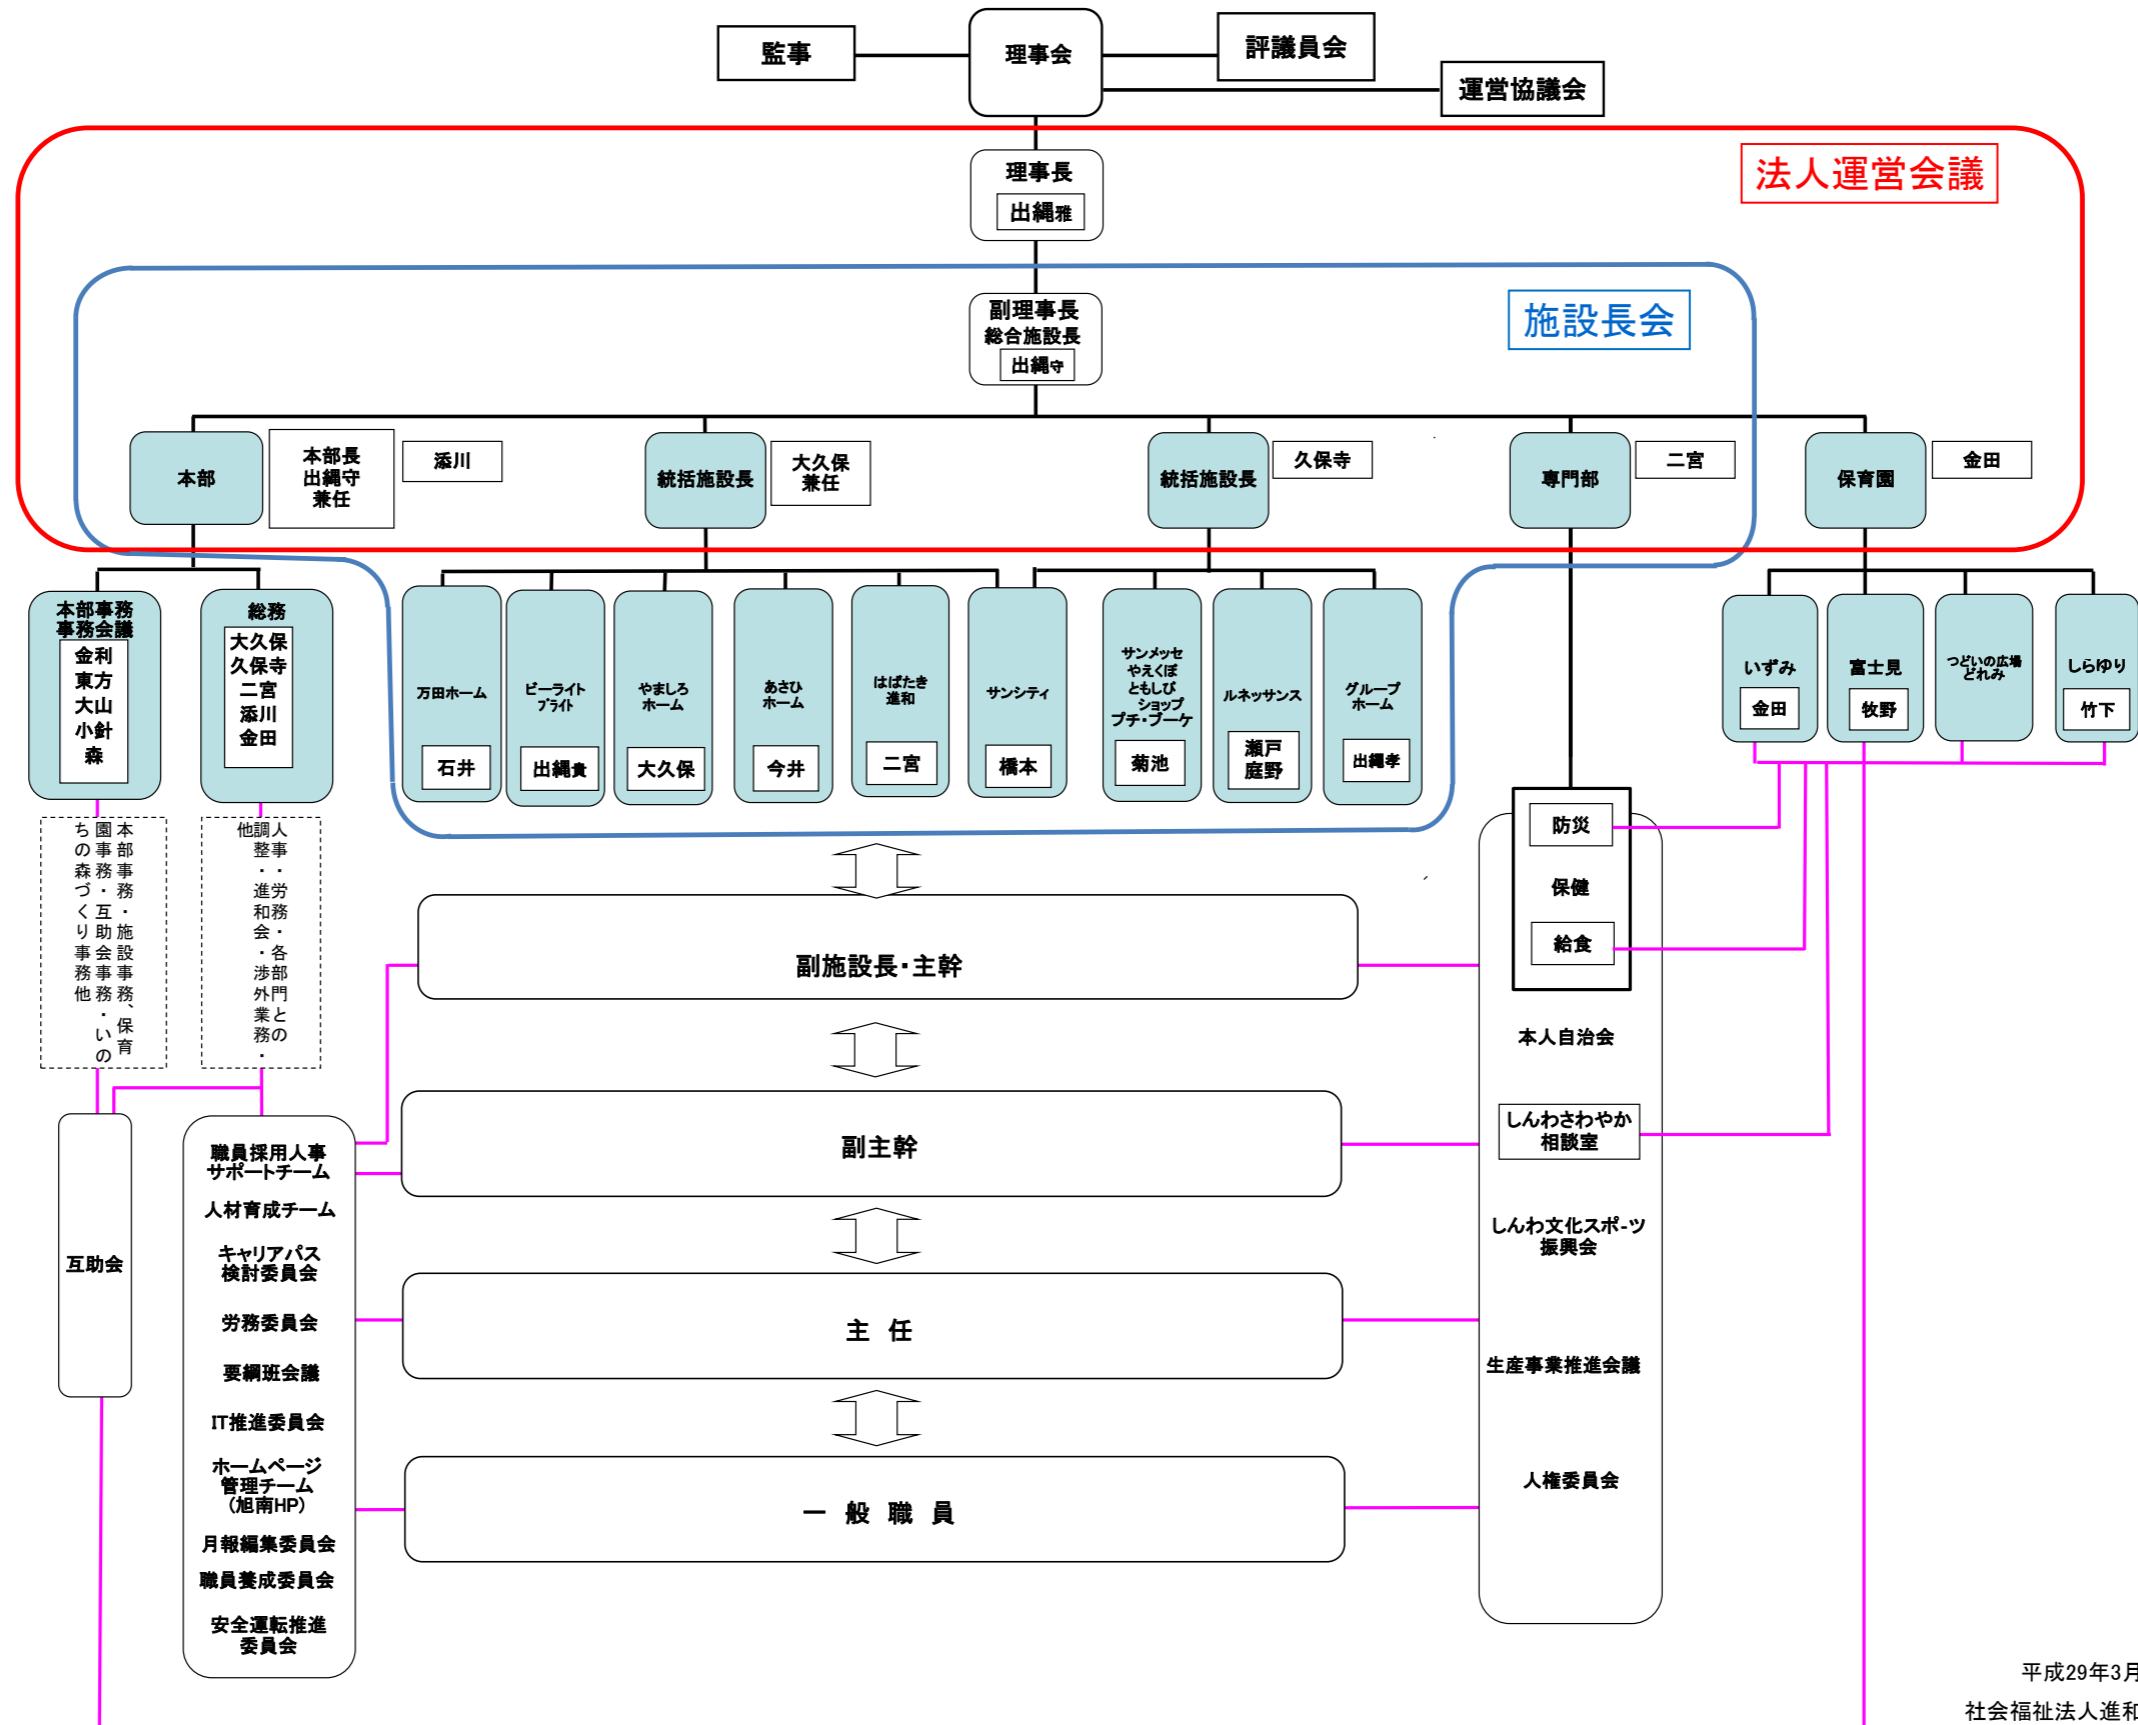 監事
理事会
評議員会
運営協議会
法人運営会議
理事長
出縄雅
施設長会
副理事長
総合施設長
出縄守
本部
本部長
出縄守
兼任
添川
統括施設長
大久保
兼任
統括施設長
久保寺
専門部
二宮
保育園
金田
本部事務
事務会議
金利
東方
大山
小針
森
総務
大久保
久保寺
二宮
添川
金田
万田ホーム
石井
ビーライト
ブライト
出縄貴
やましろ
ホーム
大久保
あさひ
ホーム
今井
はばたき
進和
二宮
サンシティ
橋本
サンメッセ
やえくぼ
ともしび
ショップ
プチ・ブーケ
菊池
ルネッサンス
瀬戸
庭野
グループ
ホーム
出縄孝
いずみ
金田
富士見
牧野
つどいの広場
どれみ
しらゆり
竹下
本部事務・施設事務、保育
園事務・互助会事務・いの
ちの森づくり事務他
人事・労務・各部門との
調整・進和会・渉外業務・
他
防災
保健
給食
副施設長・主幹
本人自治会
互助会
職員採用人事
サポートチーム
副主幹
しんわさわやか
相談室
人材育成チーム
キャリアパス
検討委員会
しんわ文化スポ-ツ
振興会
労務委員会
主 任
要綱班会議
生産事業推進会議
IT推進委員会
ホームページ
管理チーム
(旭南HP)
一 般 職 員
人権委員会
月報編集委員会
職員養成委員会
安全運転推進
委員会
平成29年3月
社会福祉法人進和